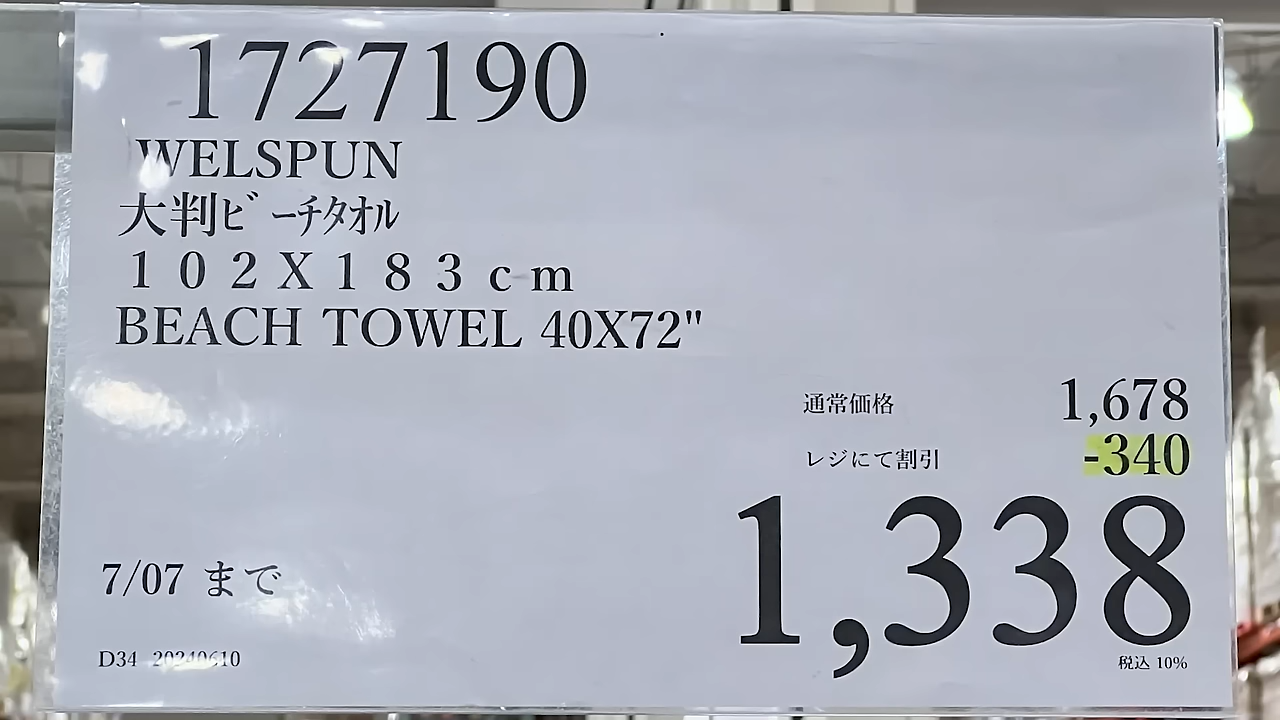 1727190
WELSPUN
大判ﾋﾞｰﾁﾀｵﾙ
１０２Ｘ１８３ｃｍ
BEACH TOWEL 40X72"
通常価格 1,678
レジにて割引 -340
1,338
7/07 まで
D34 20240610
税込 10%